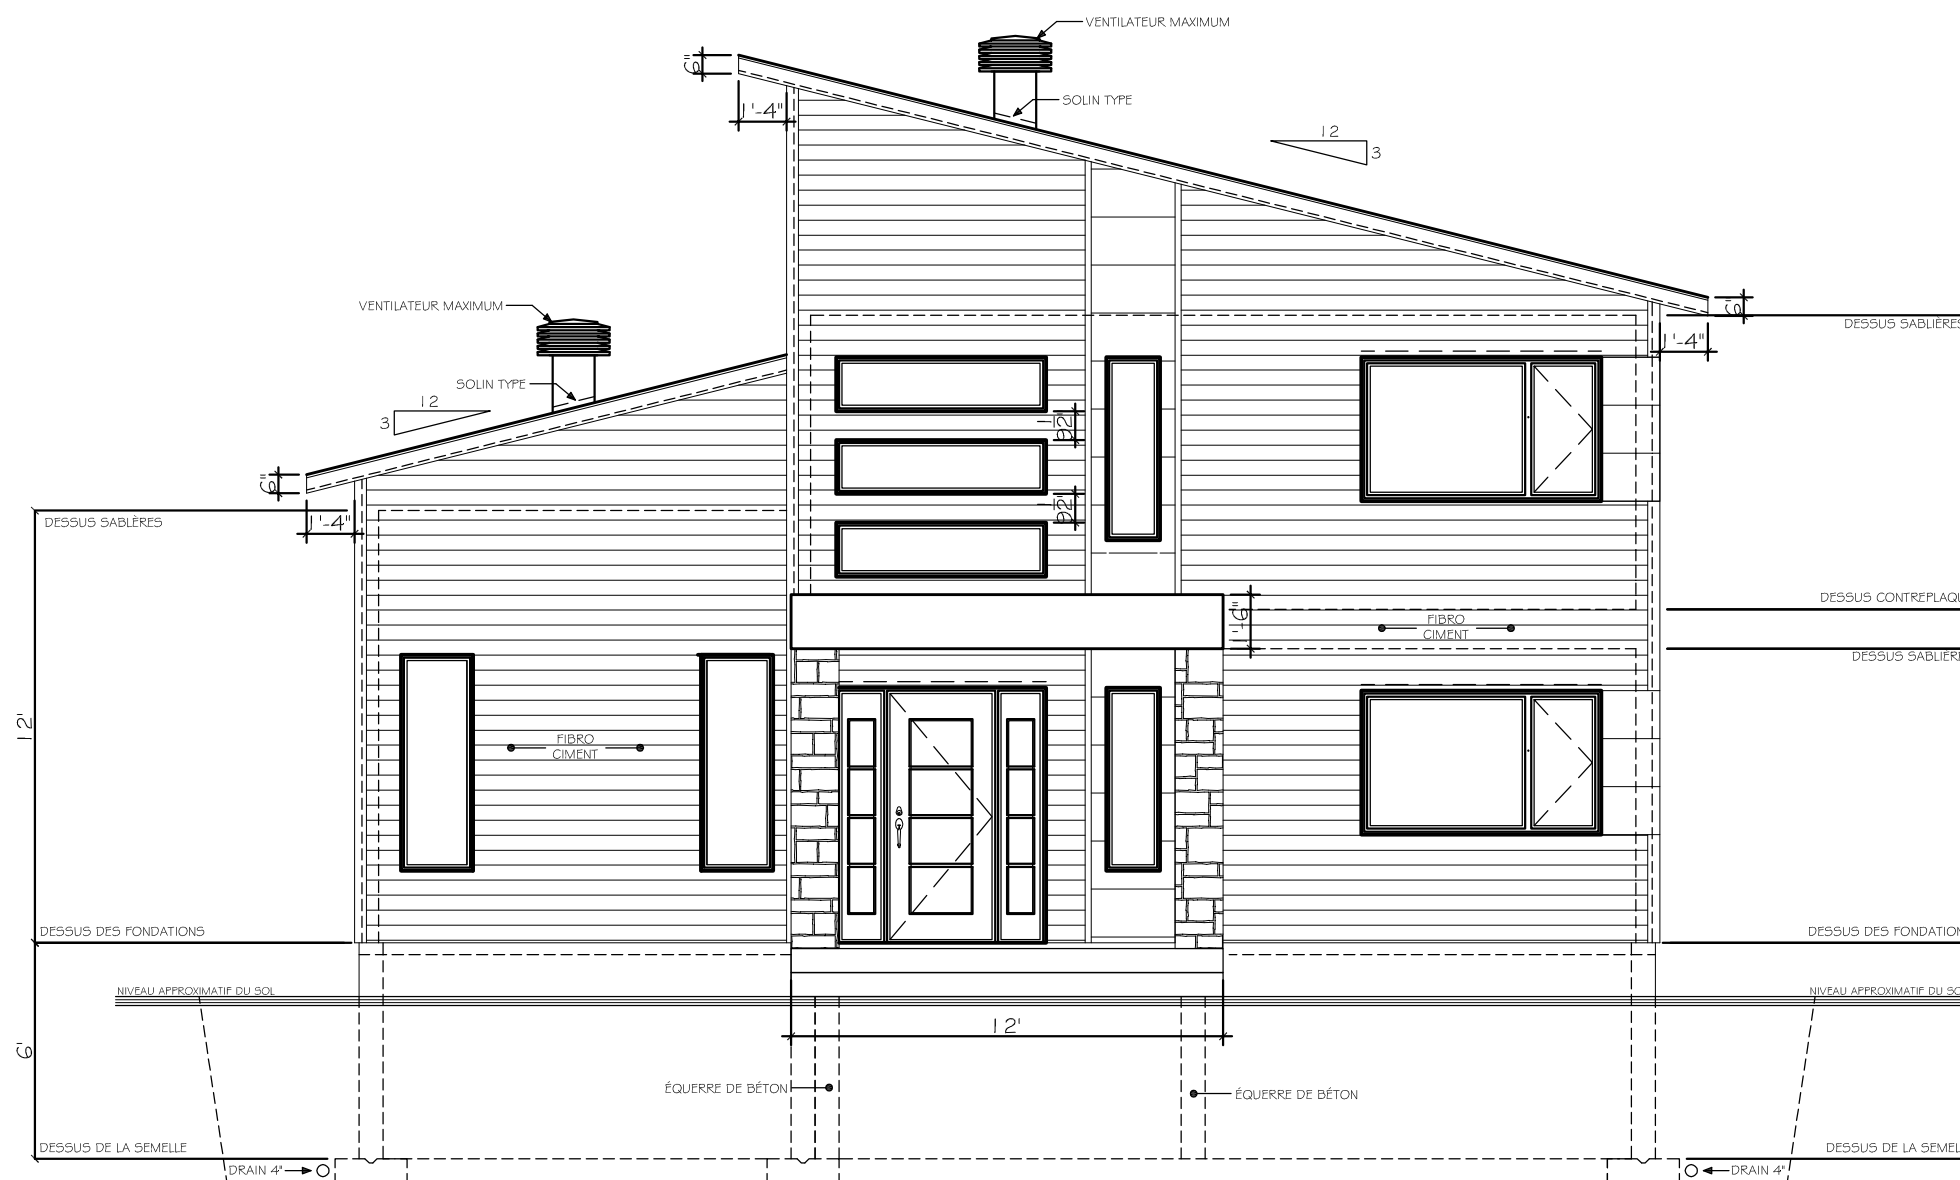 VENTILATEUR MAXIMUM
6"
1'-4"
SOLIN TYPE
12
3
VENTILATEUR MAXIMUM
6"
DESSUS SABLIÈRES
1'-4"
SOLIN TYPE
12
3
6"
DESSUS SABLÈRES
1'-4"
DESSUS CONTREPLAQU
1'-6"
FIBRO
CIMENT
DESSUS SABLIÈRE
12'
FIBRO
CIMENT
DESSUS DES FONDATIONS
DESSUS DES FONDATION
NIVEAU APPROXIMATIF DU SOL
NIVEAU APPROXIMATIF DU SO
12'
6'
ÉQUERRE DE BÉTON
ÉQUERRE DE BÉTON
DESSUS DE LA SEMELLE
DESSUS DE LA SEMEL
DRAIN 4"
DRAIN 4"